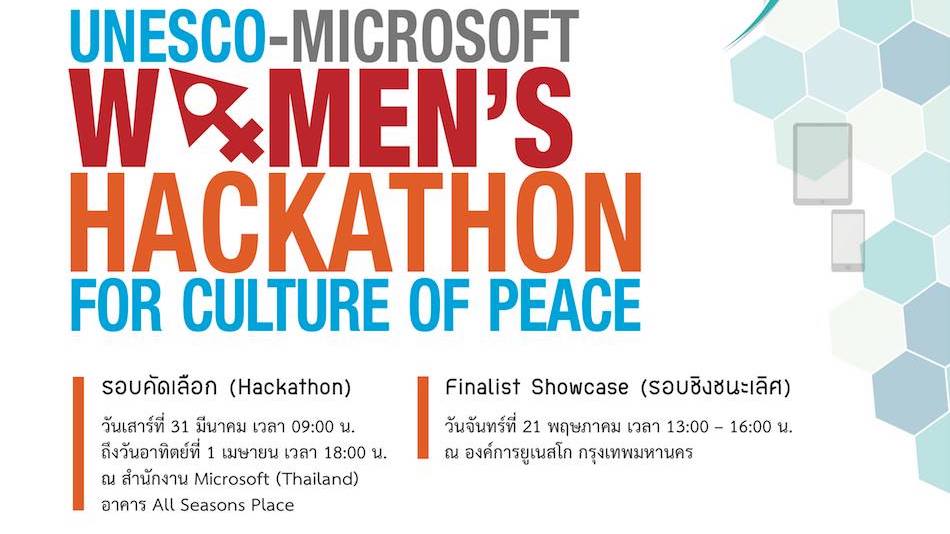 UNESCO-MICROSOFT
WOMEN'S
HACKATHON
FOR CULTURE OF PEACE
รอบคัดเลือก (Hackathon)
วันเสาร์ที่ 31 มีนาคม เวลา 09:00 น.
ถึงวันอาทิตย์ที่ 1 เมษายน เวลา 18:00 น.
ณ สำนักงาน Microsoft (Thailand)
อาคาร All Seasons Place
Finalist Showcase (รอบชิงชนะเลิศ)
วันจันทร์ที่ 21 พฤษภาคม เวลา 13:00 – 16:00 น.
ณ องค์การยูเนสโก กรุงเทพมหานคร